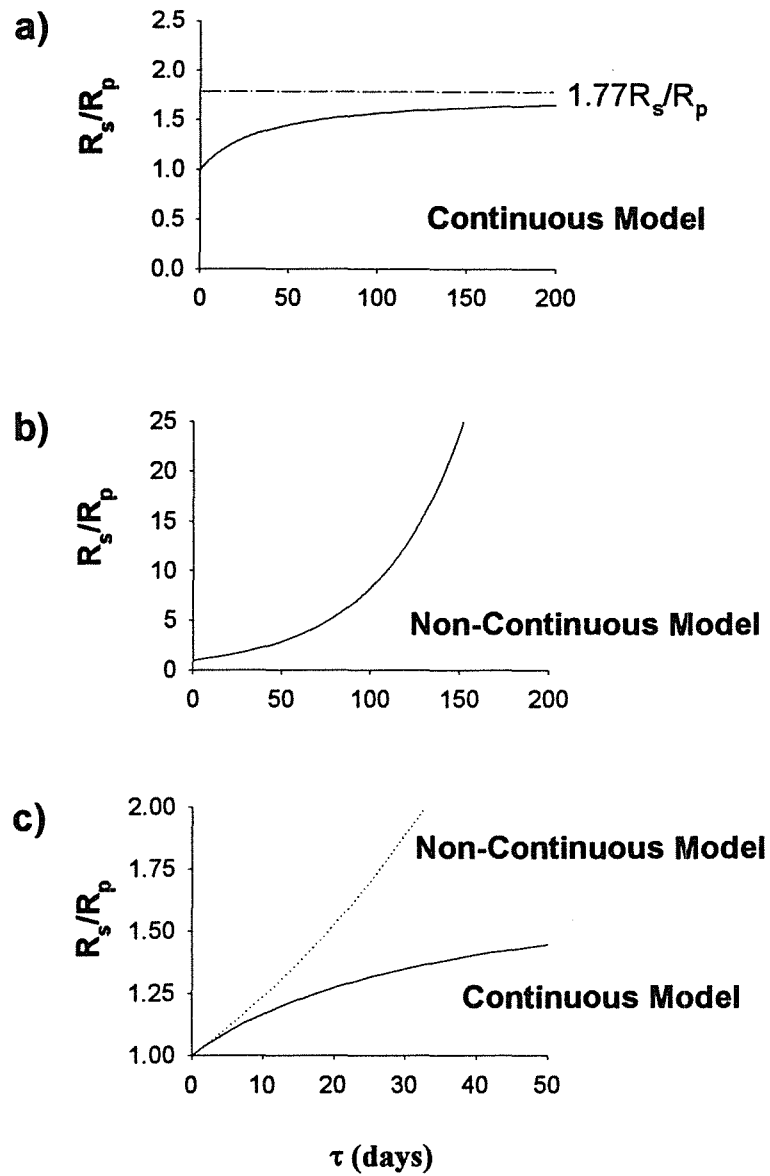 a)
R_s/R_p
2.5
2.0
1.5
1.0
0.5
0.0
1.77R_s/R_p
Continuous Model
0 50 100 150 200
b)
R_s/R_p
25
20
15
10
5
0
Non-Continuous Model
0 50 100 150 200
c)
R_s/R_p
2.00
1.75
1.50
1.25
1.00
Non-Continuous Model
Continuous Model
0 10 20 30 40 50
τ (days)